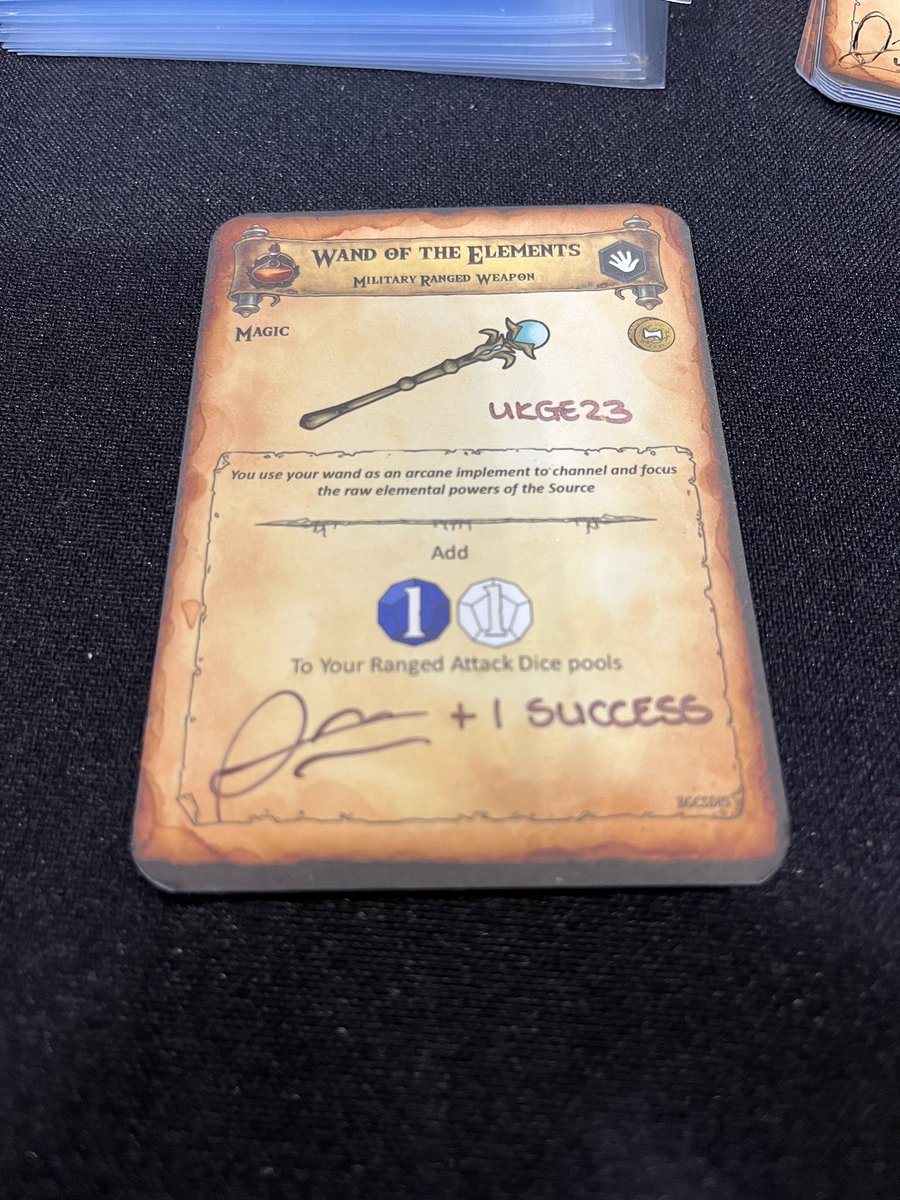 Wand of the Elements
Military Ranged Weapon
Magic
1
UKGE23
You use your wand as an arcane implement to channel and focus
the raw elemental powers of the Source
Add
1 1
To Your Ranged Attack Dice pools
+ 1 SUCCESS